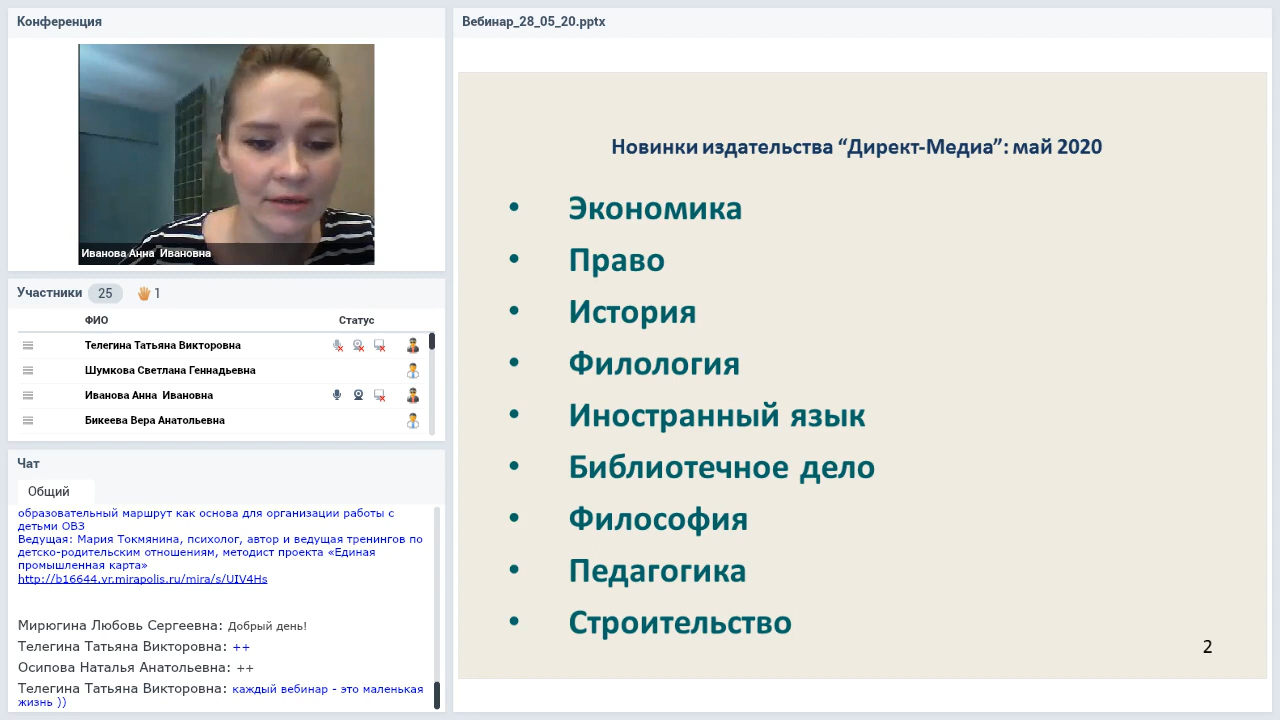 Конференция
Иванова Анна Ивановна
Участники 25 1
ФИО Статус
Телегина Татьяна Викторовна
Шумкова Светлана Геннадьевна
Иванова Анна Ивановна
Бикеева Вера Анатольевна
Чат
Общий
образовательный маршрут как основа для организации работы с
детьми ОВЗ
Ведущая: Мария Токмянина, психолог, автор и ведущая тренингов по
детско-родительским отношениям, методист проекта «Единая
промышленная карта»
http://b16644.vr.mirapolis.ru/mira/s/UIV4Hs
Мирюгина Любовь Сергеевна: Добрый день!
Телегина Татьяна Викторовна: ++
Осипова Наталья Анатольевна: ++
Телегина Татьяна Викторовна: каждый вебинар - это маленькая
жизнь ))
Вебинар_28_05_20.pptx
Новинки издательства “Директ-Медиа”: май 2020
• Экономика
• Право
• История
• Филология
• Иностранный язык
• Библиотечное дело
• Философия
• Педагогика
• Строительство
2